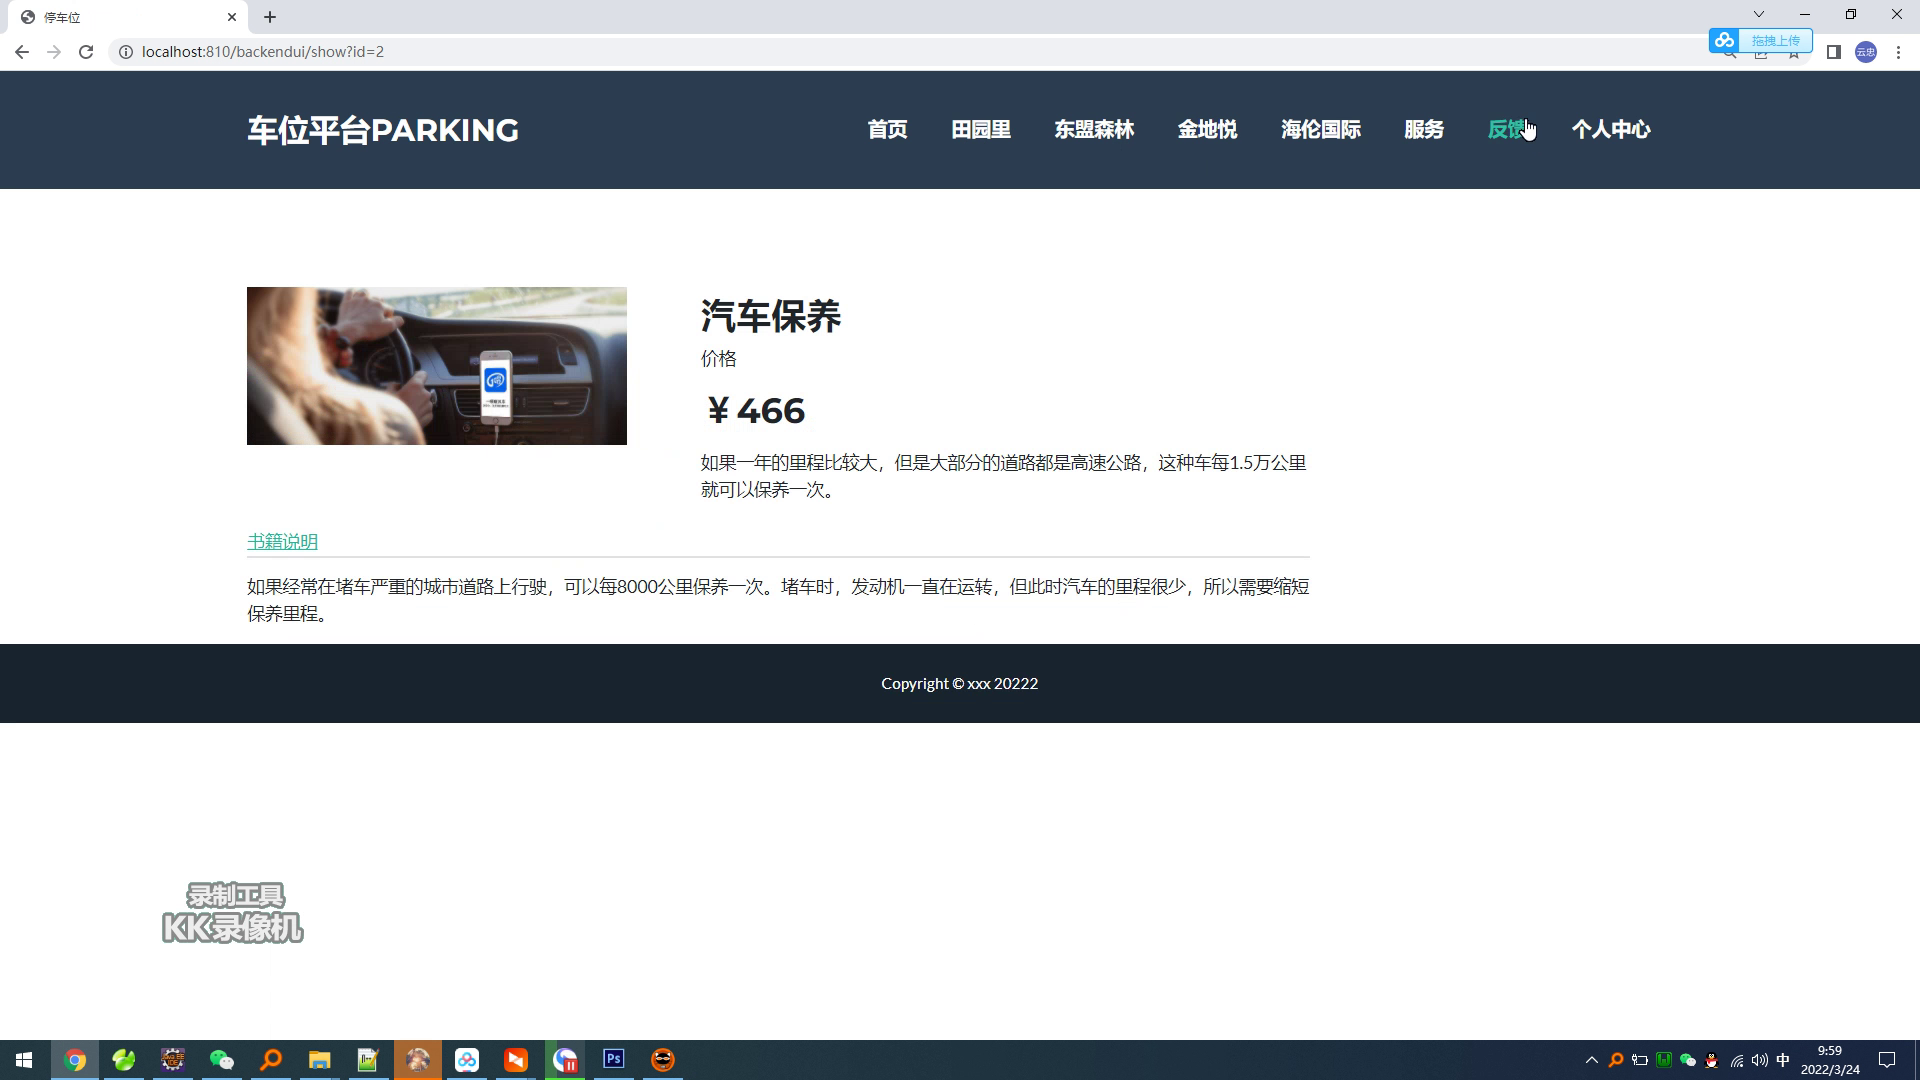 停车位
localhost:810/backendui/show?id=2
拖拽上传
云忠
车位平台PARKING
首页 田园里 东盟森林 金地悦 海伦国际 服务 反馈 个人中心
汽车保养
价格
￥466
如果一年的里程比较大，但是大部分的道路都是高速公路，这种车每1.5万公里
就可以保养一次。
书籍说明
如果经常在堵车严重的城市道路上行驶，可以每8000公里保养一次。堵车时，发动机一直在运转，但此时汽车的里程很少，所以需要缩短
保养里程。
Copyright © xxx 20222
录制工具
KK录像机
Ps
中
9:59
2022/3/24